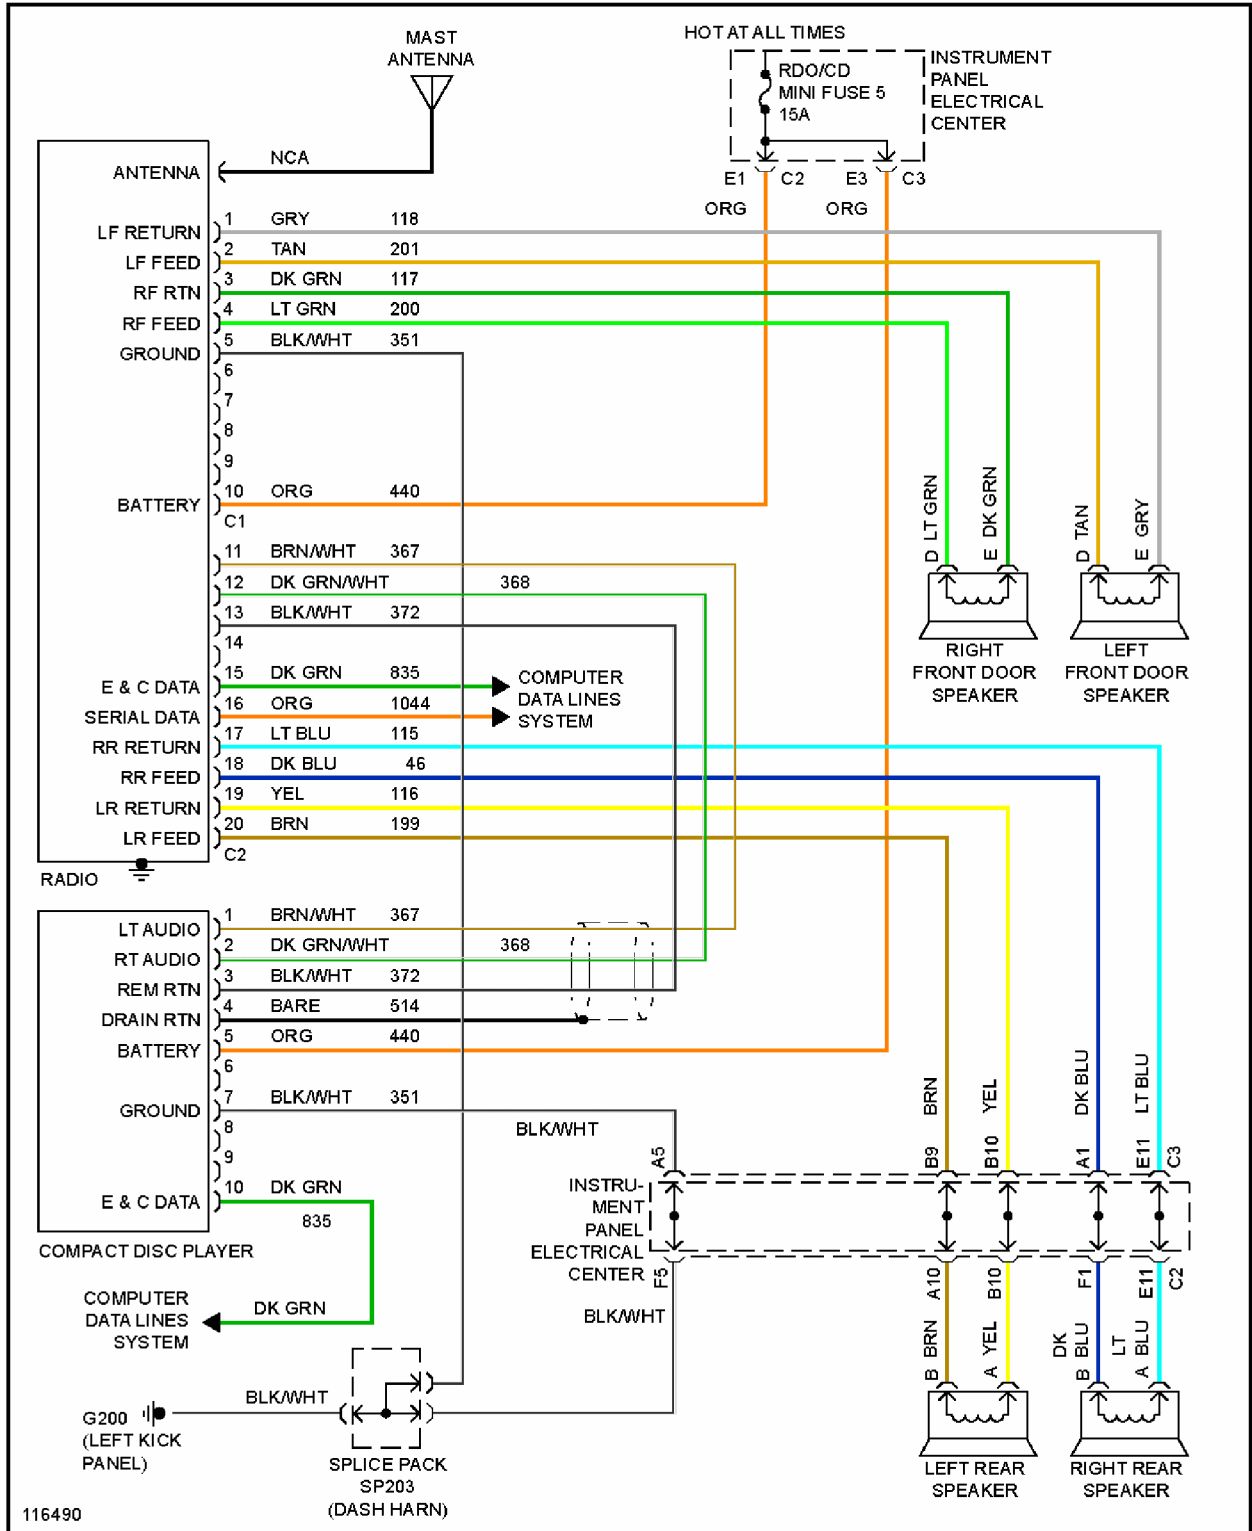 HOT AT ALL TIMES
MAST
ANTENNA
RDO/CD
MINI FUSE 5
15A
INSTRUMENT
PANEL
ELECTRICAL
CENTER
E1 C2 E3 C3
ORG ORG
ANTENNA NCA
LF RETURN 1 GRY 118
LF FEED 2 TAN 201
RF RTN 3 DK GRN 117
RF FEED 4 LT GRN 200
GROUND 5 BLK/WHT 351
6
7
8
9
BATTERY 10 ORG 440
C1
11 BRN/WHT 367
12 DK GRN/WHT 368
13 BLK/WHT 372
14
E & C DATA 15 DK GRN 835
SERIAL DATA 16 ORG 1044
RR RETURN 17 LT BLU 115
RR FEED 18 DK BLU 46
LR RETURN 19 YEL 116
LR FEED 20 BRN 199
C2
RADIO
COMPUTER
DATA LINES
SYSTEM
D LT GRN
E DK GRN
D TAN
E GRY
RIGHT
FRONT DOOR
SPEAKER
LEFT
FRONT DOOR
SPEAKER
LT AUDIO 1 BRN/WHT 367
RT AUDIO 2 DK GRN/WHT 368
REM RTN 3 BLK/WHT 372
DRAIN RTN 4 BARE 514
BATTERY 5 ORG 440
6
GROUND 7 BLK/WHT 351
8
9
E & C DATA 10 DK GRN
835
COMPACT DISC PLAYER
BLK/WHT
A5
B9 BRN
B10 YEL
A1 DK BLU
E11 LT BLU
C3
INSTRU-
MENT
PANEL
ELECTRICAL
CENTER
F5
A10
B10
F1
E11
C2
BLK/WHT
COMPUTER
DATA LINES
SYSTEM
DK GRN
B BRN
A YEL
DK
B BLU
LT
A BLU
BLK/WHT
G200
(LEFT KICK
PANEL)
SPLICE PACK
SP203
(DASH HARN)
LEFT REAR
SPEAKER
RIGHT REAR
SPEAKER
116490